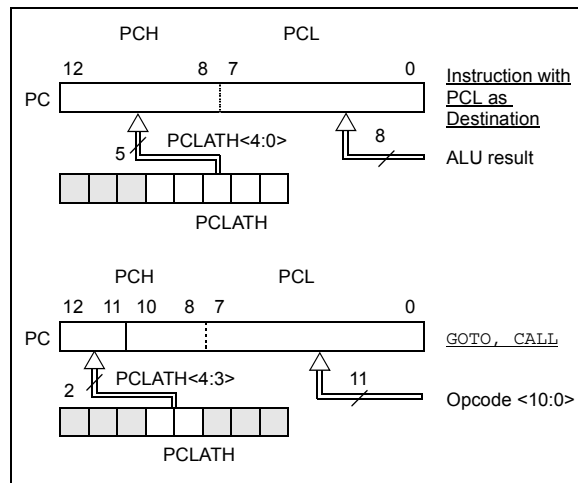 PCH PCL
12 8 7 0
PC
Instruction with
PCL as
Destination
PCLATH<4:0>
5
8
ALU result
PCLATH
PCH PCL
12 11 10 8 7 0
PC
GOTO, CALL
PCLATH<4:3>
2
11
Opcode <10:0>
PCLATH